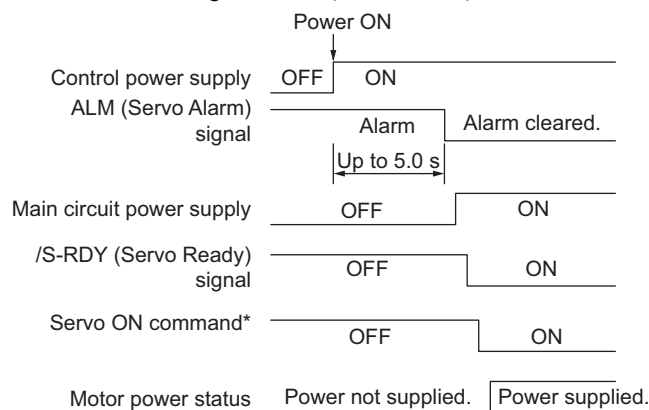 Power ON
Control power supply OFF ON
ALM (Servo Alarm)
signal
Alarm Alarm cleared.
Up to 5.0 s
Main circuit power supply OFF ON
/S-RDY (Servo Ready)
signal
OFF ON
Servo ON command* OFF ON
Motor power status Power not supplied. Power supplied.